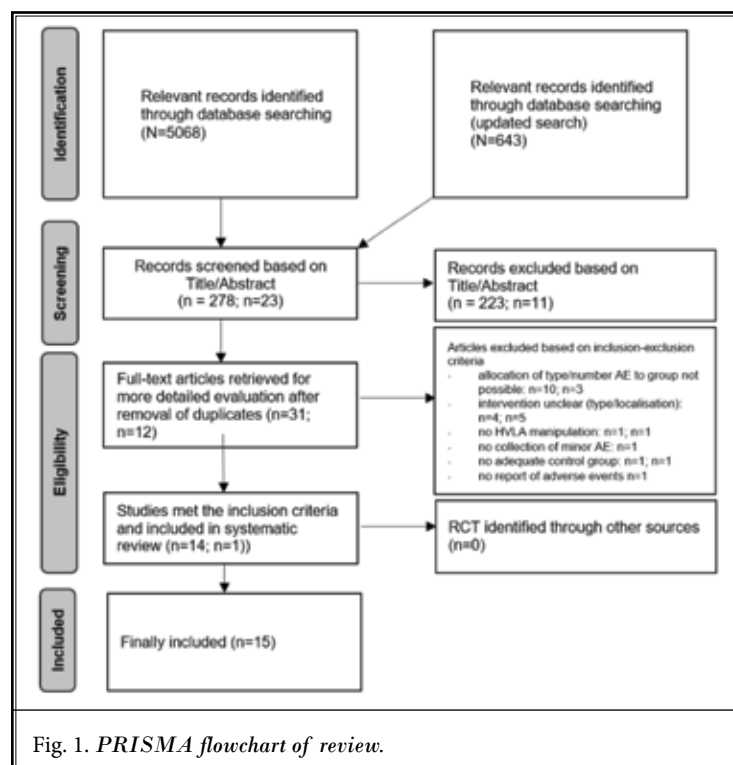 Identification
Relevant records identified
through database searching
(N=5068)
Relevant records identified
through database searching
(updated search)
(N=643)
Screening
Records screened based on
Title/Abstract
(n = 278; n=23)
Records excluded based on
Title/Abstract
(n = 223; n=11)
Eligibility
Full-text articles retrieved for
more detailed evaluation after
removal of duplicates (n=31;
n=12)
Articles excluded based on inclusion-exclusion
criteria
· allocation of type/number AE to group not
possible: n=10; n=3
· intervention unclear (type/localisation):
n=4; n=5
· no HVLA manipulation: n=1; n=1
· no collection of minor AE: n=1
· no adequate control group: n=1; n=1
· no report of adverse events n=1
Studies met the inclusion criteria
and included in systematic
review (n=14; n=1))
RCT identified through other sources
(n=0)
Included
Finally included (n=15)
Fig. 1. PRISMA flowchart of review.